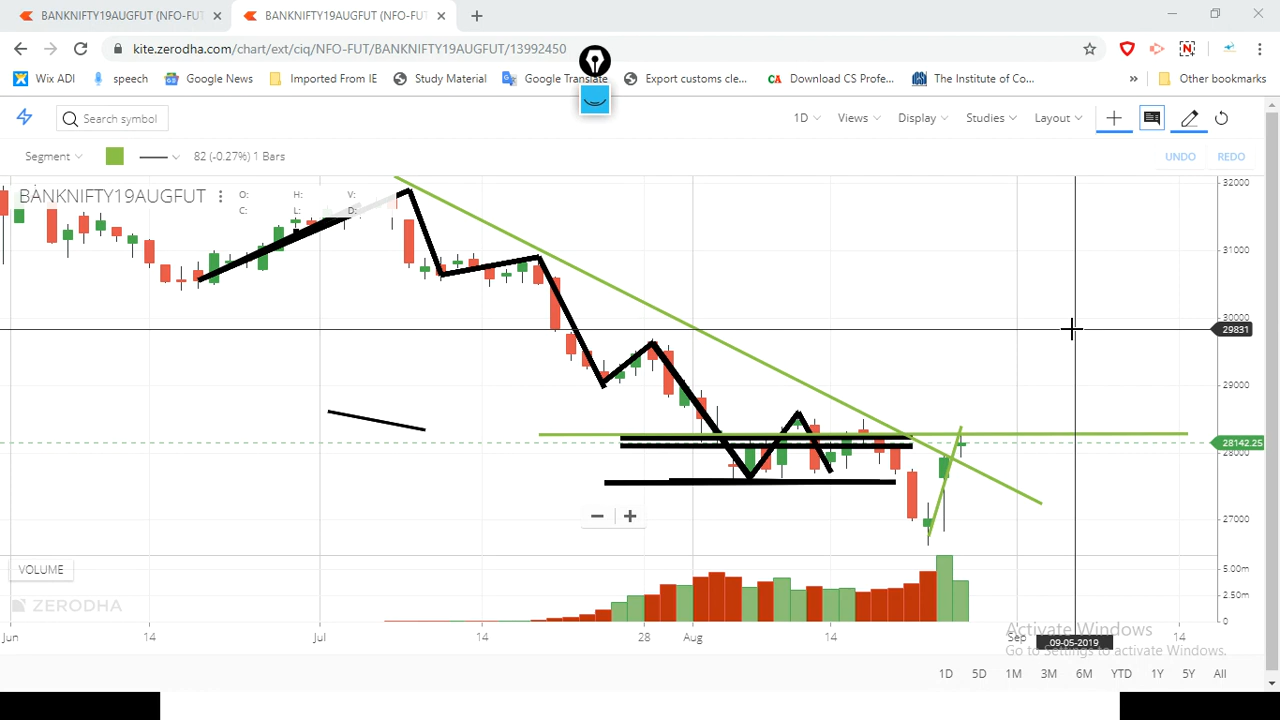 BANKNIFTY19AUGFUT (NFO-FUT
BANKNIFTY19AUGFUT (NFO-FUT
kite.zerodha.com/chart/ext/ciq/NFO-FUT/BANKNIFTY19AUGFUT/13992450
Wix ADI speech Google News Imported From IE Study Material Google Translate Export customs cle... CA Download CS Profe... The Institute of Co... » Other bookmarks
Search symbol 1D Views Display Studies Layout
Segment 82 (-0.27%) 1 Bars UNDO REDO
BANKNIFTY19AUGFUT O: H: V:
C: L: D:
32000
31000
30000
29831
29000
28142.25
28000
27000
VOLUME 5.00m
2.50m
ZERODHA
0
Jun 14 Jul 14 28 Aug 14 Sep 14
09-05-2019
Activate Windows
Go to Settings to activate Windows.
1D 5D 1M 3M 6M YTD 1Y 5Y All